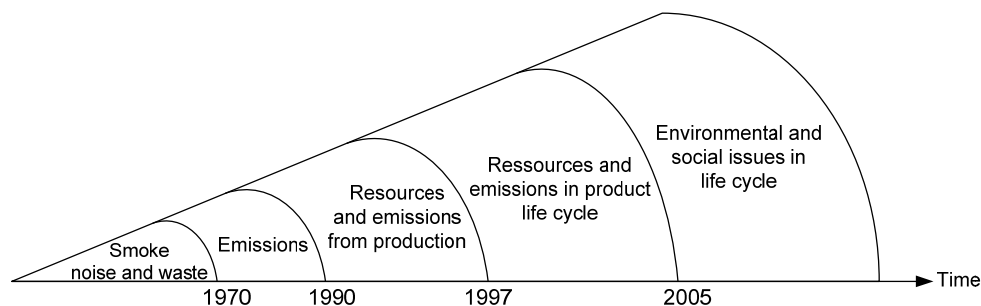 Smoke
noise and waste
Emissions
Resources
and emissions
from production
Ressources and
emissions in product
life cycle
Environmental and
social issues in
life cycle
1970
1990
1997
2005
Time